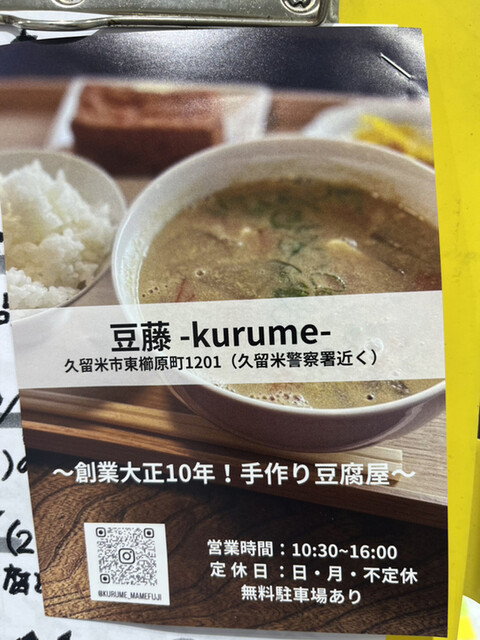 豆藤 -kurume-
久留米市東櫛原町1201（久留米警察署近く）
～創業大正10年！手作り豆腐屋～
営業時間：10:30~16:00
定休日：日・月・不定休
無料駐車場あり
@KURUME_MAMEFUJI